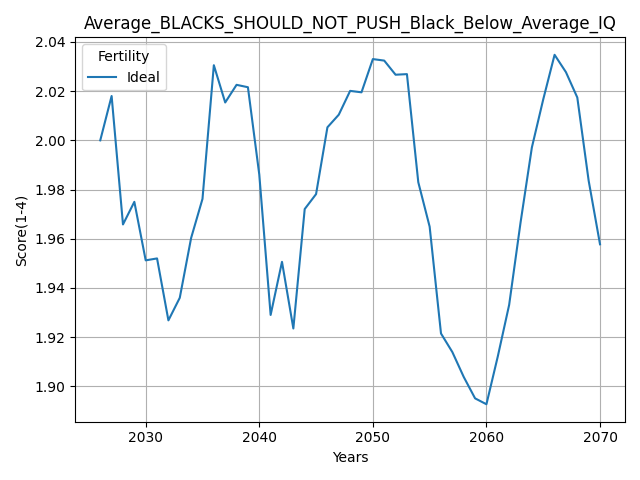 Average_BLACKS_SHOULD_NOT_PUSH_Black_Below_Average_IQ
Fertility
Ideal
Score(1-4)
2.04
2.02
2.00
1.98
1.96
1.94
1.92
1.90
2030 2040 2050 2060 2070
Years